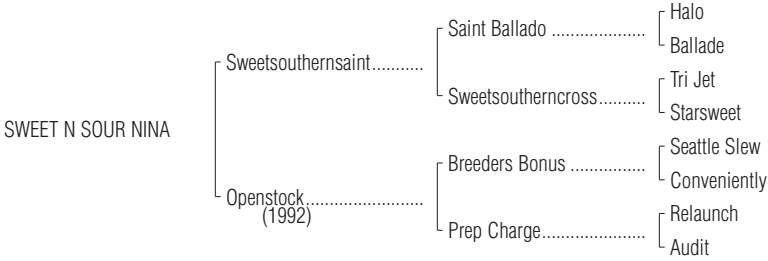 Halo
Saint Ballado ....................
Ballade
Sweetsouthernsaint...........
Tri Jet
Sweetsoutherncross..........
Starsweet
SWEET N SOUR NINA
Seattle Slew
Breeders Bonus ................
Conveniently
Openstock.........................
(1992)
Relaunch
Prep Charge......................
Audit